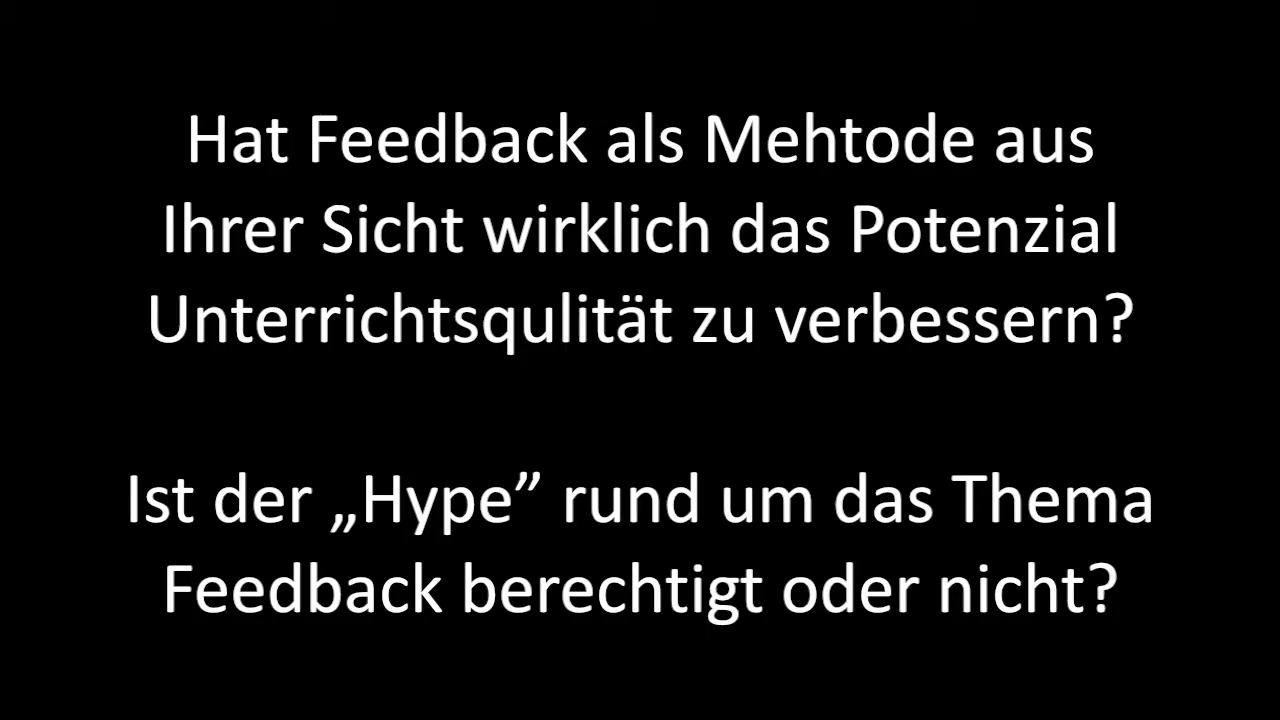 Hat Feedback als Mehtode aus
Ihrer Sicht wirklich das Potenzial
Unterrichtsqulität zu verbessern?
Ist der „Hype” rund um das Thema
Feedback berechtigt oder nicht?